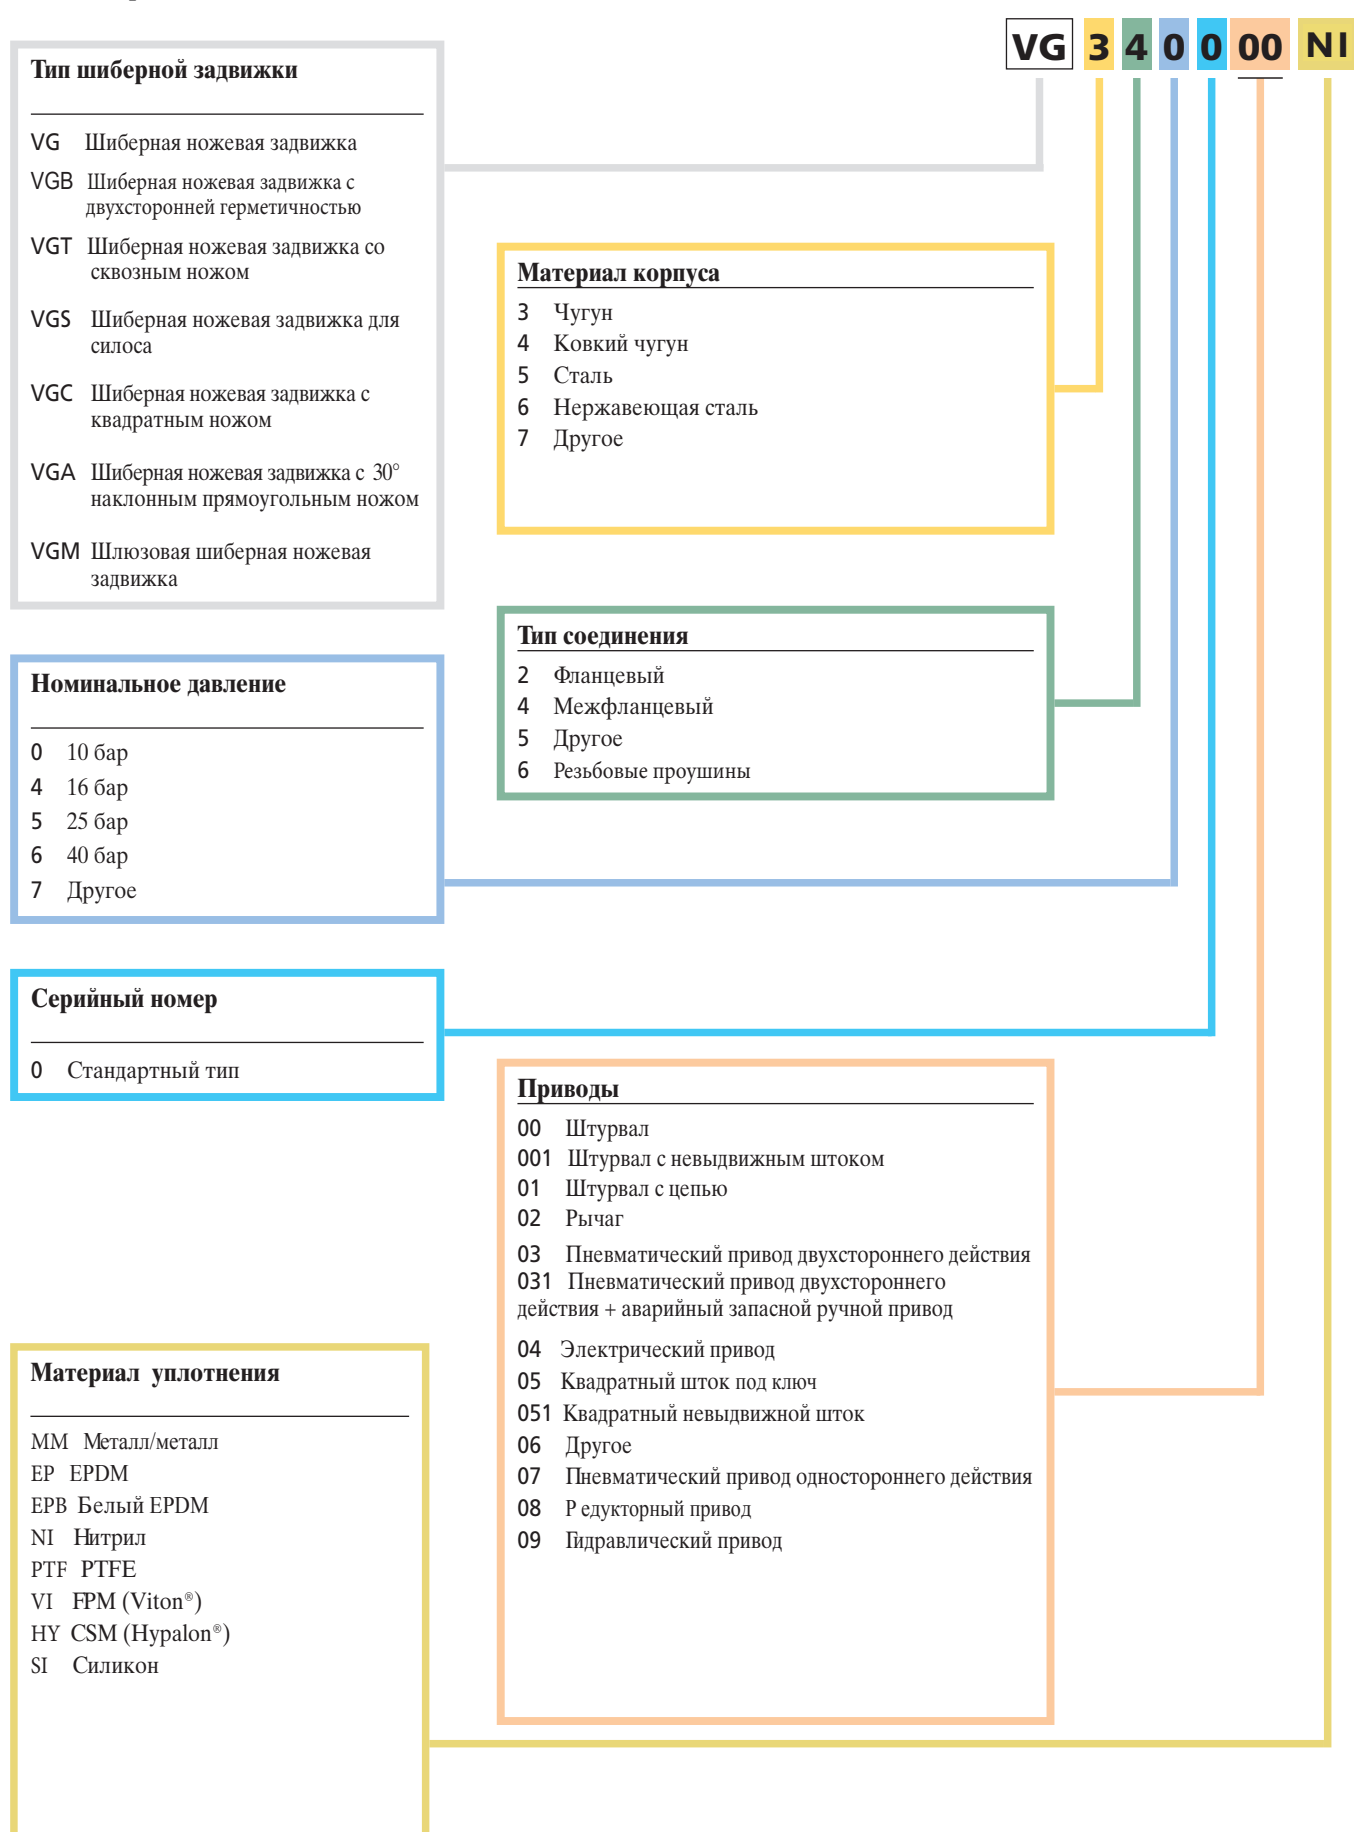 VG 3 4 0 0 00 NI
Тип шиберной задвижки
VG Шиберная ножевая задвижка
VGB Шиберная ножевая задвижка с
двухсторонней герметичностью
VGT Шиберная ножевая задвижка со
сквозным ножом
VGS Шиберная ножевая задвижка для
силоса
VGC Шиберная ножевая задвижка с
квадратным ножом
VGA Шиберная ножевая задвижка с 30°
наклонным прямоугольным ножом
VGM Шлюзовая шиберная ножевая
задвижка
Материал корпуса
3 Чугун
4 Ковкий чугун
5 Сталь
6 Нержавеющая сталь
7 Другое
Тип соединения
2 Фланцевый
4 Межфланцевый
5 Другое
6 Резьбовые проушины
Номинальное давление
0 10 бар
4 16 бар
5 25 бар
6 40 бар
7 Другое
Серийный номер
0 Стандартный тип
Приводы
00 Штурвал
001 Штурвал с невыдвижным штоком
01 Штурвал с цепью
02 Рычаг
03 Пневматический привод двухстороннего действия
031 Пневматический привод двухстороннего
действия + аварийный запасной ручной привод
04 Электрический привод
05 Квадратный шток под ключ
051 Квадратный невыдвижной шток
06 Другое
07 Пневматический привод одностороннего действия
08 Р едукторный привод
09 Гидравлический привод
Материал уплотнения
MM Металл/металл
EP EPDM
EPB Белый EPDM
NI Нитрил
PTF PTFE
VI FPM (Viton®)
HY CSM (Hypalon®)
SI Силикон